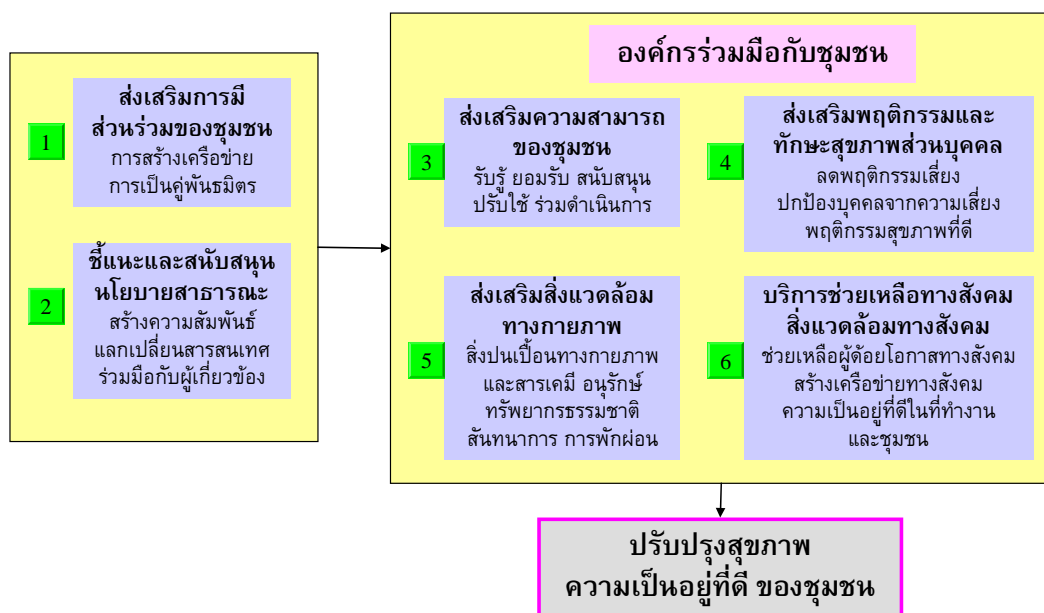 1
ส่งเสริมการมี
ส่วนร่วมของชุมชน
การสร้างเครือข่าย
การเป็นคู่พันธมิตร
2
ชี้แนะและสนับสนุน
นโยบายสาธารณะ
สร้างความสัมพันธ์
แลกเปลี่ยนสารสนเทศ
ร่วมมือกับผู้เกี่ยวข้อง
องค์กรร่วมมือกับชุมชน
3
ส่งเสริมความสามารถ
ของชุมชน
รับรู้ ยอมรับ สนับสนุน
ปรับใช้ ร่วมดำเนินการ
4
ส่งเสริมพฤติกรรมและ
ทักษะสุขภาพส่วนบุคคล
ลดพฤติกรรมเสี่ยง
ปกป้องบุคคลจากความเสี่ยง
พฤติกรรมสุขภาพที่ดี
5
ส่งเสริมสิ่งแวดล้อม
ทางกายภาพ
สิ่งปนเปื้อนทางกายภาพ
และสารเคมี อนุรักษ์
ทรัพยากรธรรมชาติ
สันทนาการ การพักผ่อน
6
บริการช่วยเหลือทางสังคม
สิ่งแวดล้อมทางสังคม
ช่วยเหลือผู้ด้อยโอกาสทางสังคม
สร้างเครือข่ายทางสังคม
ความเป็นอยู่ที่ดีในที่ทำงาน
และชุมชน
ปรับปรุงสุขภาพ
ความเป็นอยู่ที่ดี ของชุมชน